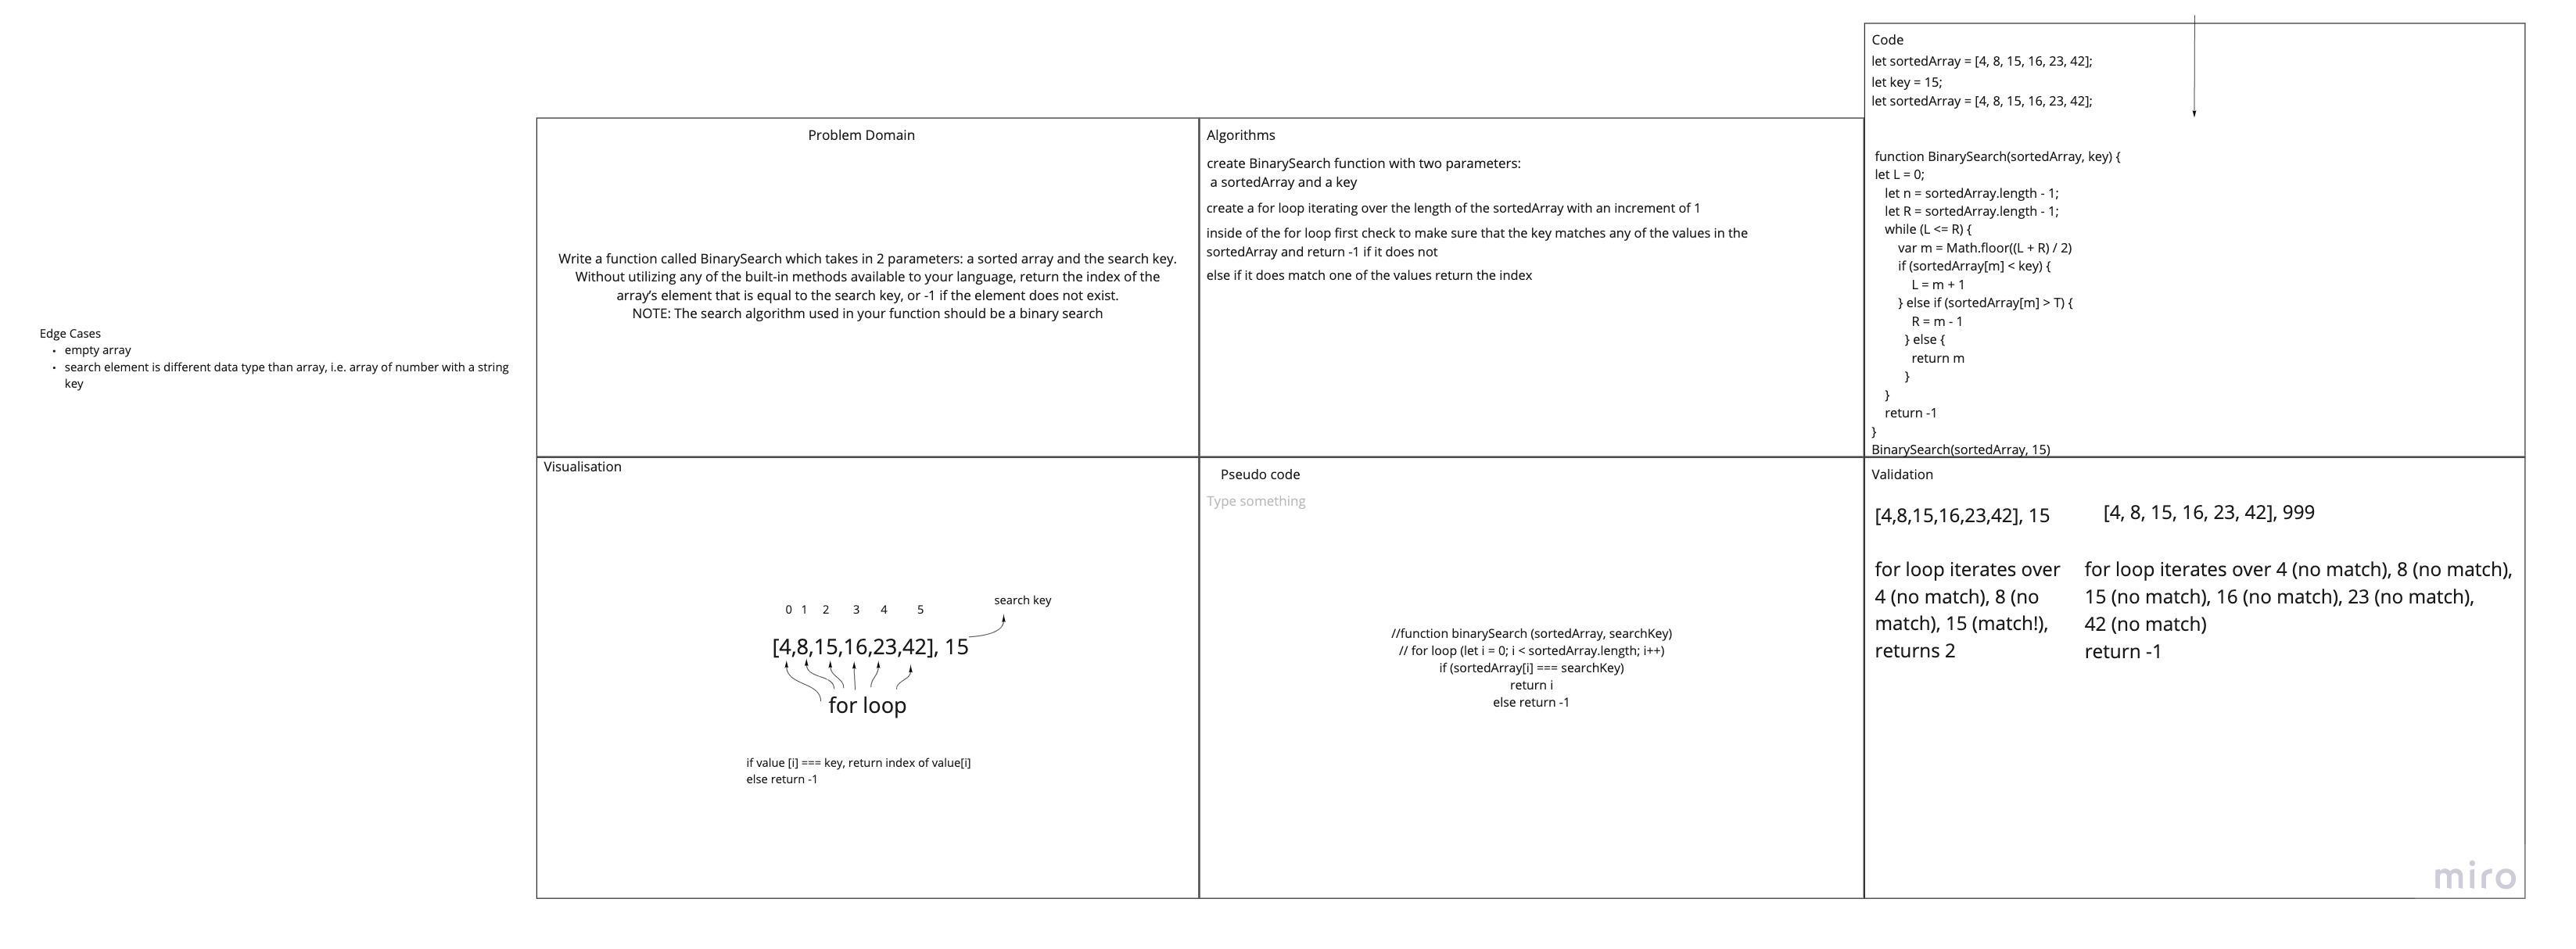 Edge Cases
• empty array
• search element is different data type than array, i.e. array of number with a string
key
Problem Domain
Write a function called BinarySearch which takes in 2 parameters: a sorted array and the search key.
Without utilizing any of the built-in methods available to your language, return the index of the
array's element that is equal to the search key, or -1 if the element does not exist.
NOTE: The search algorithm used in your function should be a binary search
Algorithms
create BinarySearch function with two parameters:
a sortedArray and a key
create a for loop iterating over the length of the sortedArray with an increment of 1
inside of the for loop first check to make sure that the key matches any of the values in the
sortedArray and return -1 if it does not
else if it does match one of the values return the index
Code
let sortedArray = [4, 8, 15, 16, 23, 42];
let key = 15;
let sortedArray = [4, 8, 15, 16, 23, 42];
function BinarySearch(sortedArray, key) {
let L = 0;
let n = sortedArray.length - 1;
let R = sortedArray.length - 1;
while (L <= R) {
var m = Math.floor((L + R) / 2)
if (sortedArray[m] < key) {
L = m + 1
} else if (sortedArray[m] > T) {
R = m - 1
} else {
return m
}
}
return -1
}
BinarySearch(sortedArray, 15)
Visualisation
0 1 2 3 4 5
search key
[4,8,15,16,23,42], 15
for loop
if value [i] === key, return index of value[i]
else return -1
Pseudo code
Type something
//function binarySearch (sortedArray, searchKey)
// for loop (let i = 0; i < sortedArray.length; i++)
if (sortedArray[i] === searchKey)
return i
else return -1
Validation
[4,8,15,16,23,42], 15
for loop iterates over
4 (no match), 8 (no
match), 15 (match!),
returns 2
[4, 8, 15, 16, 23, 42], 999
for loop iterates over 4 (no match), 8 (no match),
15 (no match), 16 (no match), 23 (no match),
42 (no match)
return -1
miro